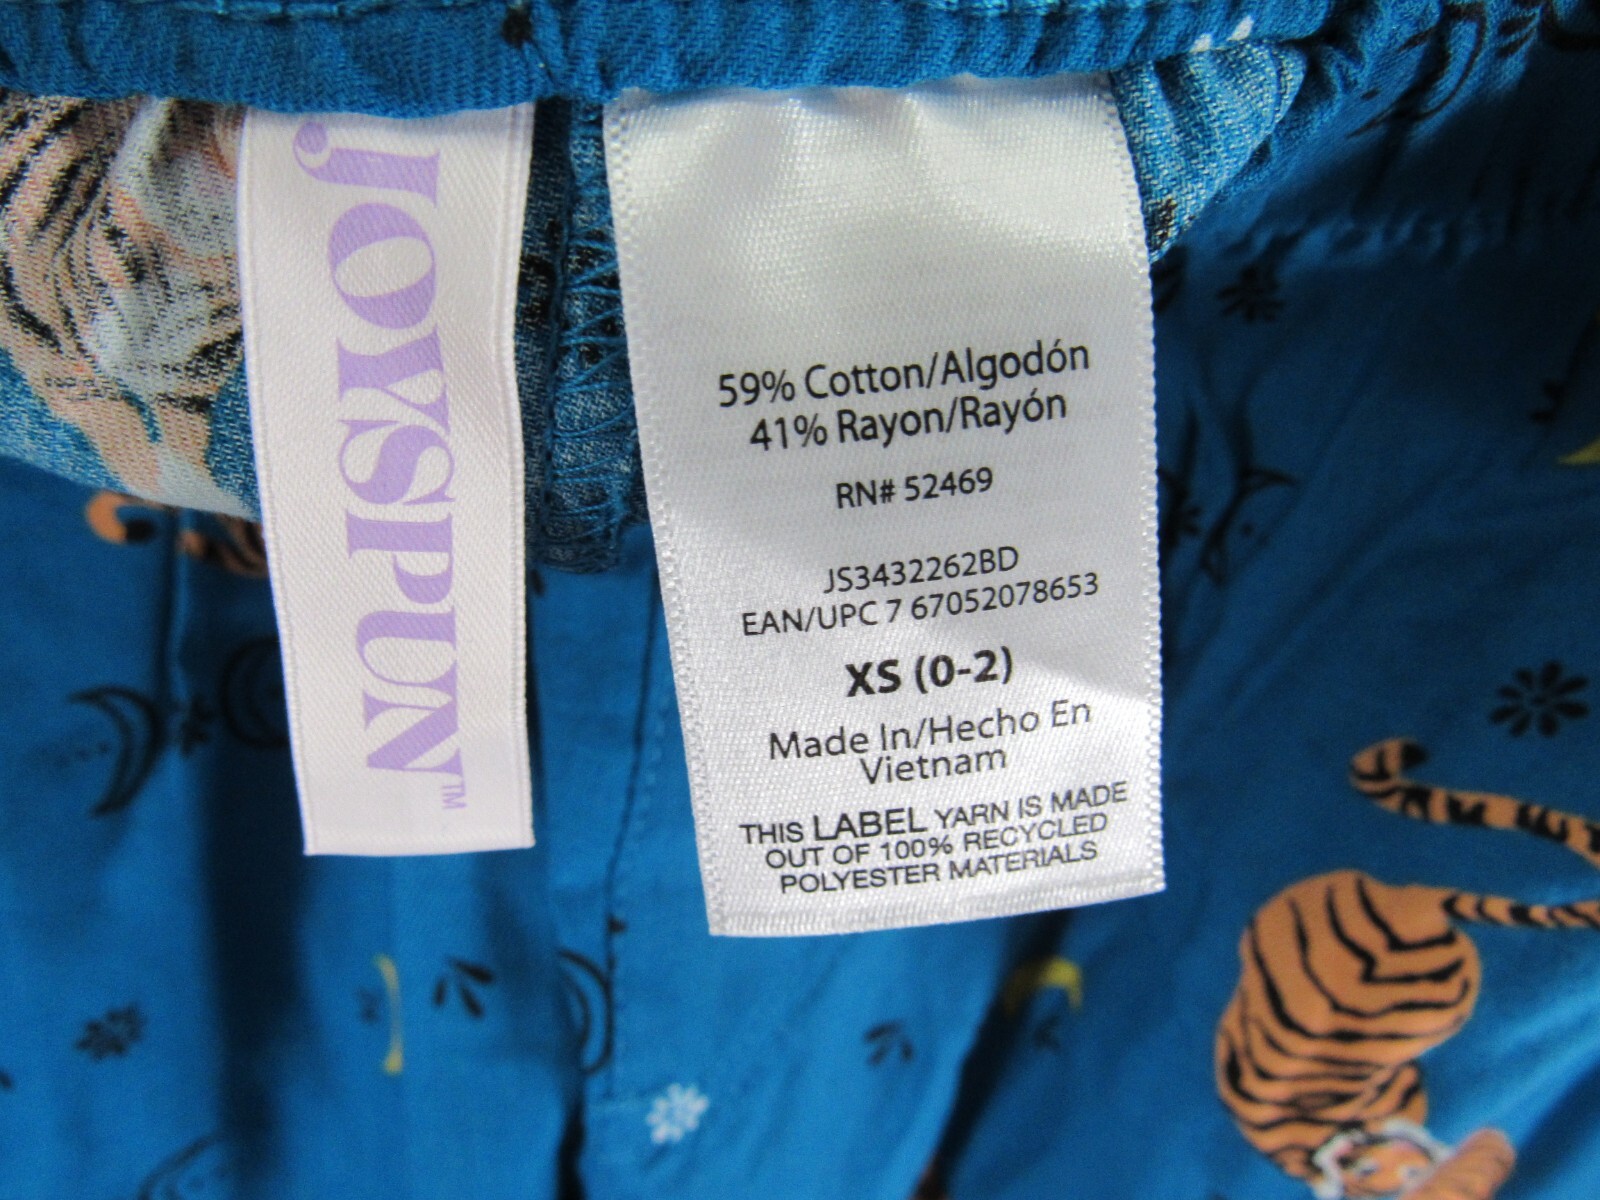 JOYSPUN™
59% Cotton/Algodón
41% Rayon/Rayón
RN# 52469
JS3432262BD
EAN/UPC 7 67052078653
XS (0-2)
Made In/Hecho En
Vietnam
THIS LABEL YARN IS MADE
OUT OF 100% RECYCLED
POLYESTER MATERIALS